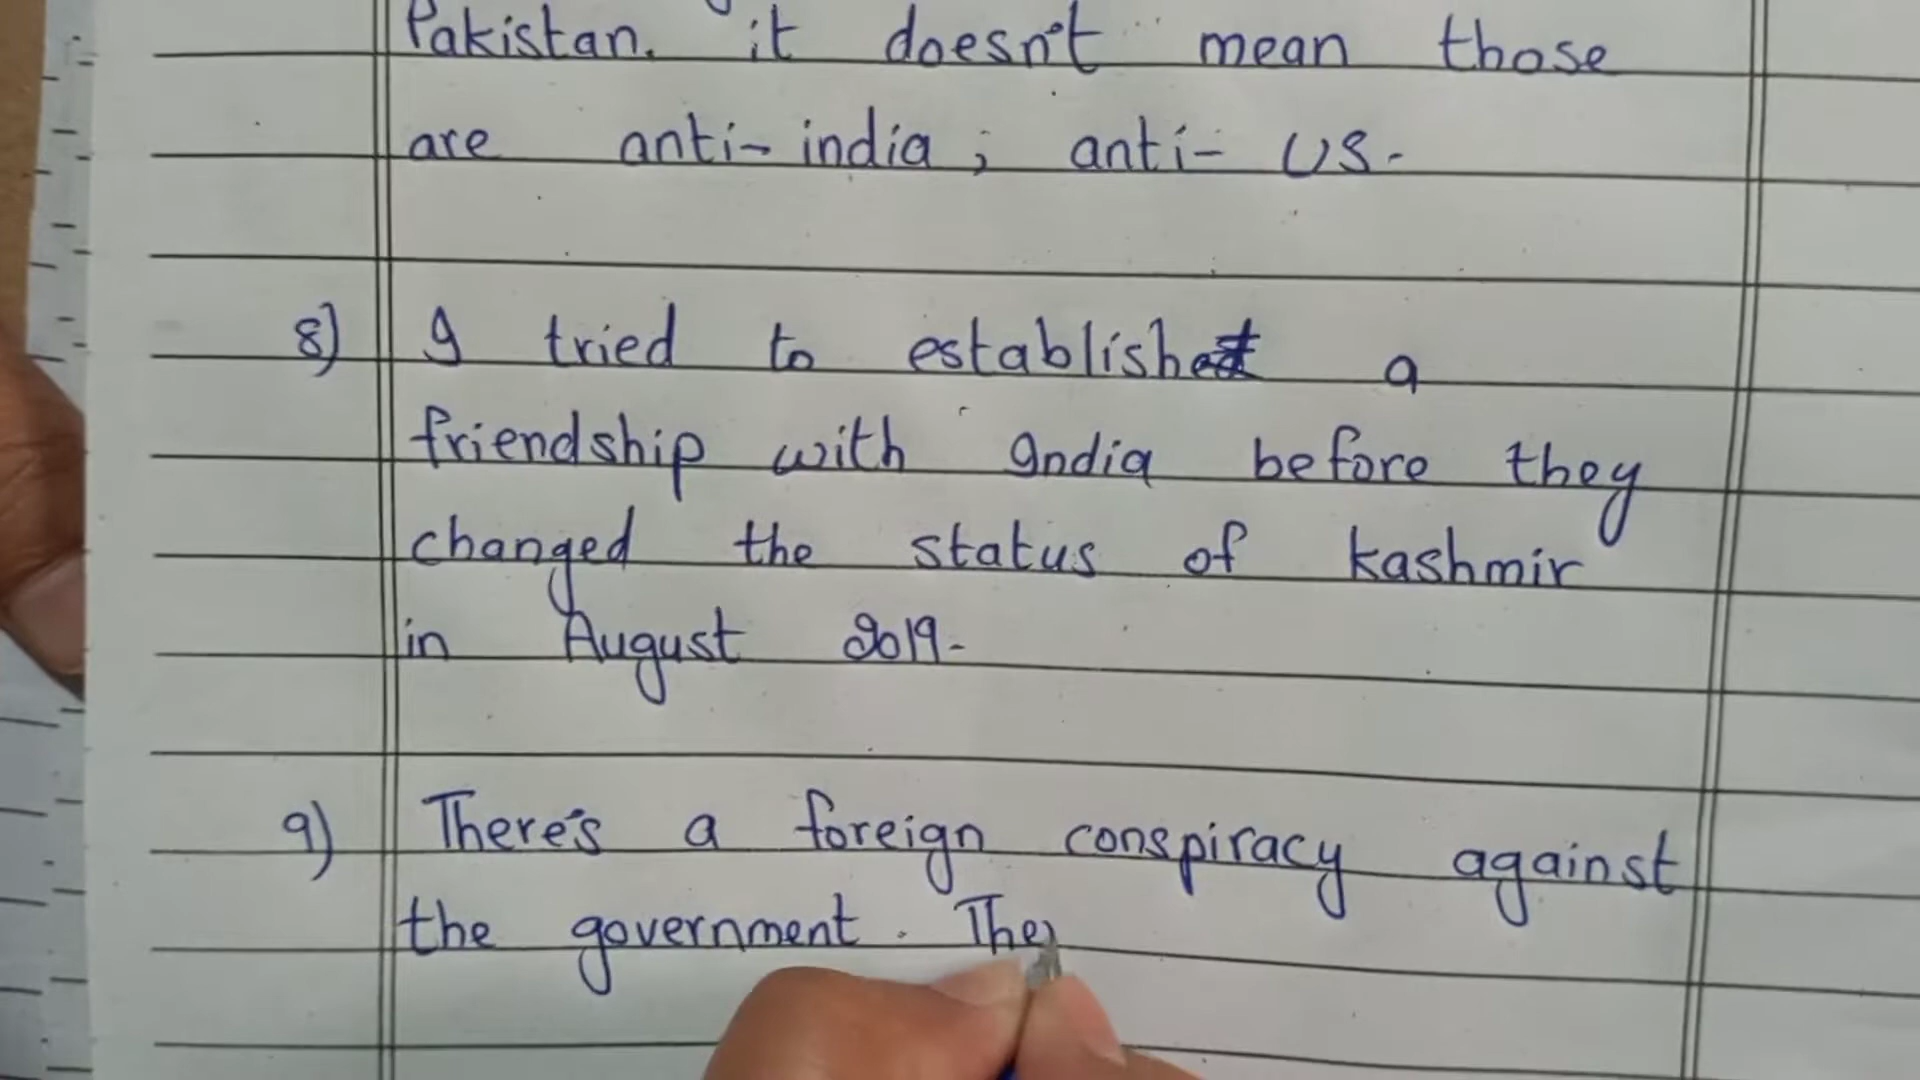 Pakistan. it doesn't mean those
are anti-india; anti-US.
8) I tried to establish a
friendship with India before they
changed the status of kashmir
in August 2019.
9) There's a foreign conspiracy against
the government. The